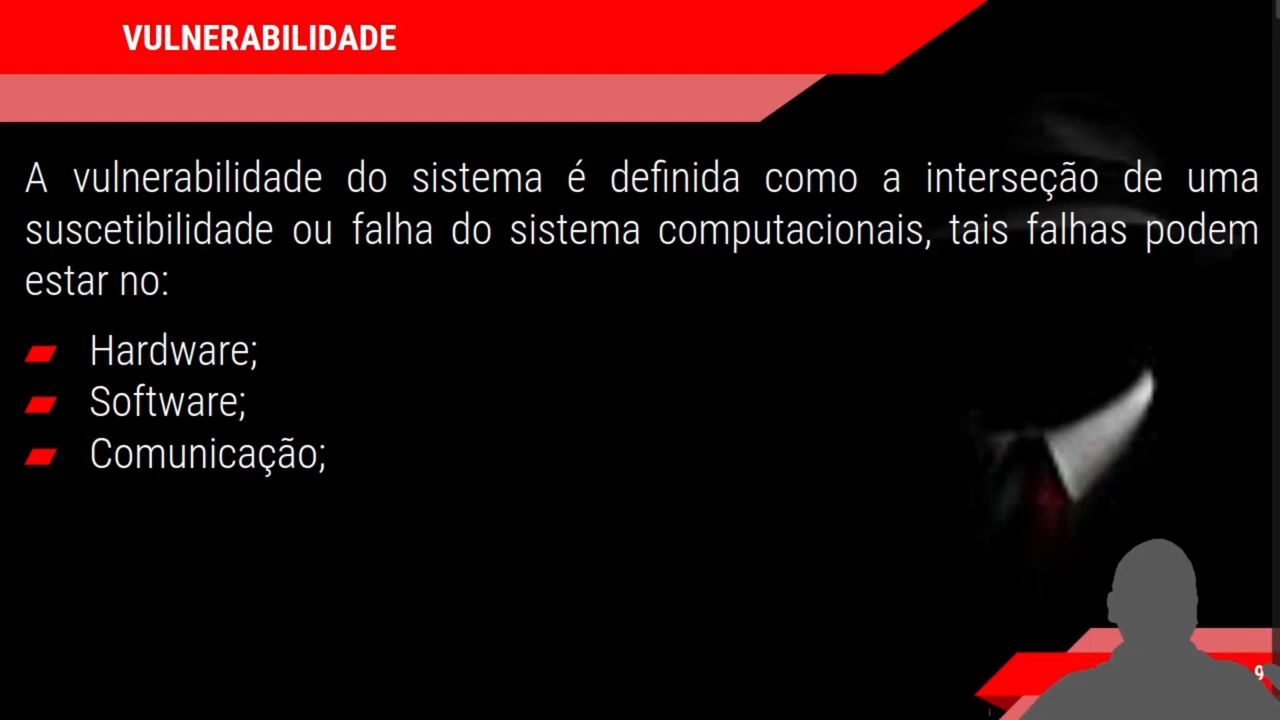 VULNERABILIDADE
A vulnerabilidade do sistema é definida como a interseção de uma
suscetibilidade ou falha do sistema computacionais, tais falhas podem
estar no:
Hardware;
Software;
Comunicação;
9